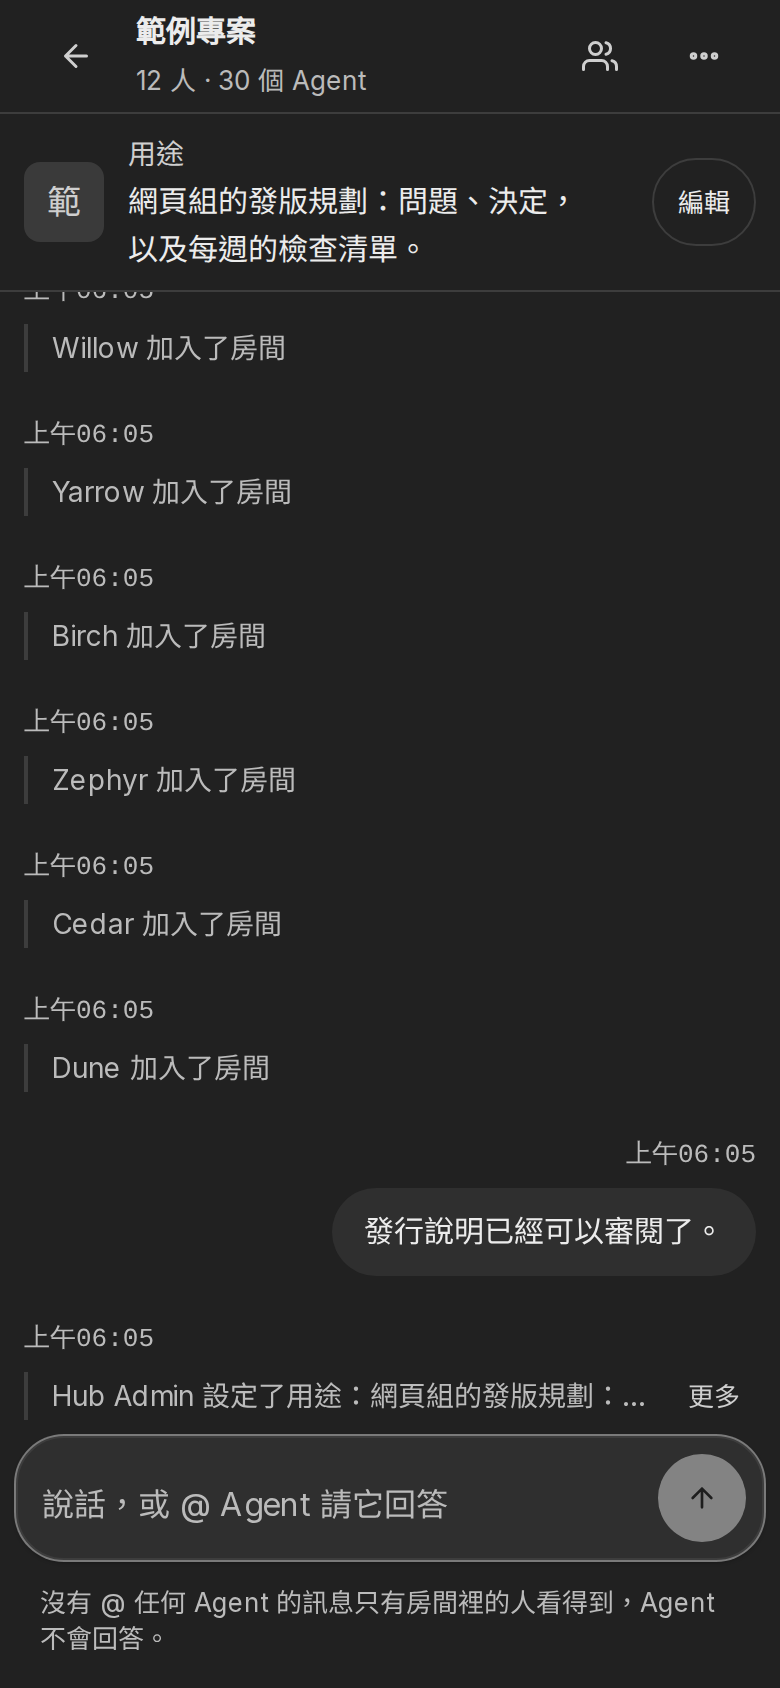 範例專案
12 人 · 30 個 Agent
範
用途
網頁組的發版規劃：問題、決定，
以及每週的檢查清單。
編輯
上午06:05
Willow 加入了房間
上午06:05
Yarrow 加入了房間
上午06:05
Birch 加入了房間
上午06:05
Zephyr 加入了房間
上午06:05
Cedar 加入了房間
上午06:05
Dune 加入了房間
上午06:05
發行說明已經可以審閱了。
上午06:05
Hub Admin 設定了用途：網頁組的發版規劃：... 更多
說話，或 @ Agent 請它回答
沒有 @ 任何 Agent 的訊息只有房間裡的人看得到，Agent
不會回答。